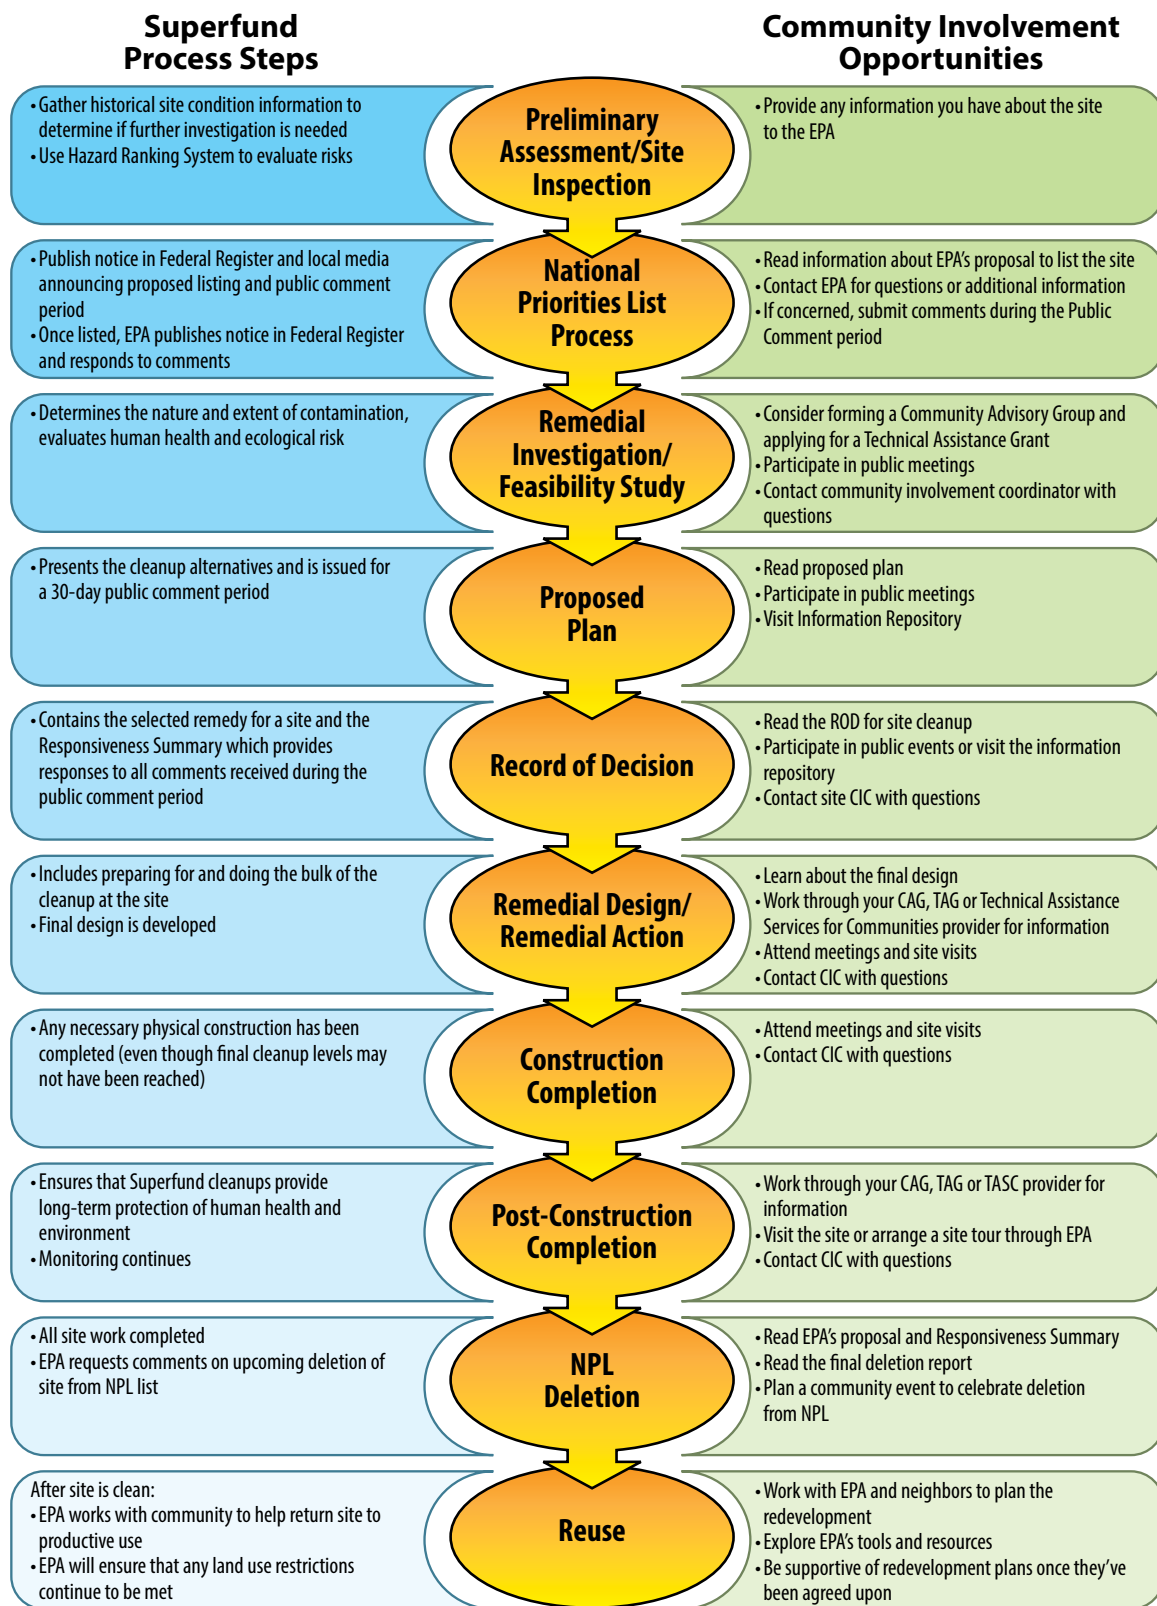 Superfund
Process Steps
Community Involvement
Opportunities
• Gather historical site condition information to
determine if further investigation is needed
• Use Hazard Ranking System to evaluate risks
Preliminary
Assessment/Site
Inspection
• Provide any information you have about the site
to the EPA
• Publish notice in Federal Register and local media
announcing proposed listing and public comment
period
• Once listed, EPA publishes notice in Federal Register
and responds to comments
National
Priorities List
Process
• Read information about EPA's proposal to list the site
• Contact EPA for questions or additional information
• If concerned, submit comments during the Public
Comment period
• Determines the nature and extent of contamination,
evaluates human health and ecological risk
Remedial
Investigation/
Feasibility Study
• Consider forming a Community Advisory Group and
applying for a Technical Assistance Grant
• Participate in public meetings
• Contact community involvement coordinator with
questions
• Presents the cleanup alternatives and is issued for
a 30-day public comment period
Proposed
Plan
• Read proposed plan
• Participate in public meetings
• Visit Information Repository
• Contains the selected remedy for a site and the
Responsiveness Summary which provides
responses to all comments received during the
public comment period
Record of Decision
• Read the ROD for site cleanup
• Participate in public events or visit the information
repository
• Contact site CIC with questions
• Includes preparing for and doing the bulk of the
cleanup at the site
• Final design is developed
Remedial Design/
Remedial Action
• Learn about the final design
• Work through your CAG, TAG or Technical Assistance
Services for Communities provider for information
• Attend meetings and site visits
• Contact CIC with questions
• Any necessary physical construction has been
completed (even though final cleanup levels may
not have been reached)
Construction
Completion
• Attend meetings and site visits
• Contact CIC with questions
• Ensures that Superfund cleanups provide
long-term protection of human health and
environment
• Monitoring continues
Post-Construction
Completion
• Work through your CAG, TAG or TASC provider for
information
• Visit the site or arrange a site tour through EPA
• Contact CIC with questions
• All site work completed
• EPA requests comments on upcoming deletion of
site from NPL list
NPL
Deletion
• Read EPA's proposal and Responsiveness Summary
• Read the final deletion report
• Plan a community event to celebrate deletion
from NPL
After site is clean:
• EPA works with community to help return site to
productive use
• EPA will ensure that any land use restrictions
continue to be met
Reuse
• Work with EPA and neighbors to plan the
redevelopment
• Explore EPA's tools and resources
• Be supportive of redevelopment plans once they've
been agreed upon